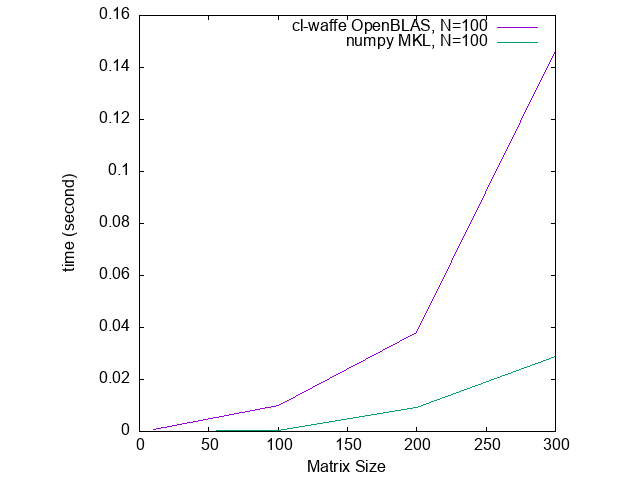 cl-waffe OpenBLAS, N=100
numpy MKL, N=100
0.16
0.14
0.12
0.1
0.08
0.06
0.04
0.02
0
time (second)
0 50 100 150 200 250 300
Matrix Size